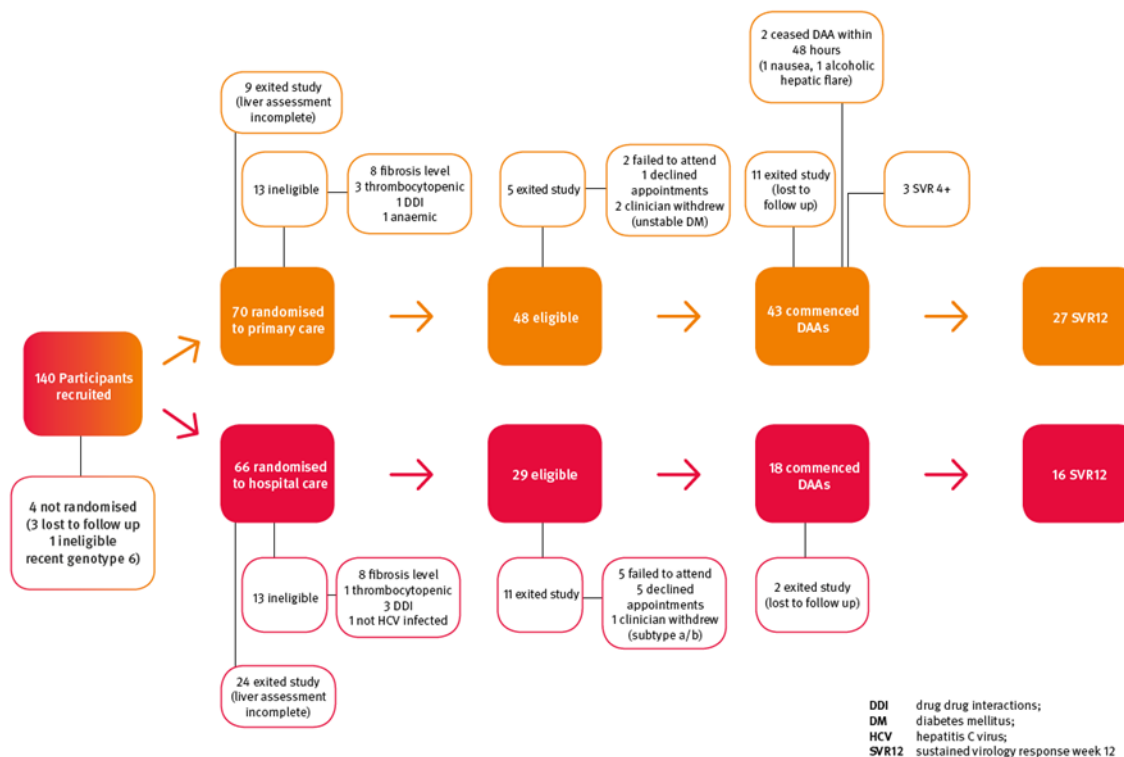 2 ceased DAA within
48 hours
(1 nausea, 1 alcoholic
hepatic flare)
9 exited study
(liver assessment
incomplete)
13 ineligible
8 fibrosis level
3 thrombocytopenic
1 DDI
1 anaemic
5 exited study
2 failed to attend
1 declined
appointments
2 clinician withdrew
(unstable DM)
11 exited study
(lost to
follow up)
3 SVR 4+
70 randomised
to primary care
48 eligible
43 commenced
DAAs
27 SVR12
140 Participants
recruited
66 randomised
to hospital care
29 eligible
18 commenced
DAAs
16 SVR12
4 not randomised
(3 lost to follow up
1 ineligible
recent genotype 6)
13 ineligible
8 fibrosis level
1 thrombocytopenic
3 DDI
1 not HCV infected
11 exited study
5 failed to attend
5 declined
appointments
1 clinician withdrew
(subtype a/b)
2 exited study
(lost to follow up)
24 exited study
(liver assessment
incomplete)
DDI drug drug interactions;
DM diabetes mellitus;
HCV hepatitis C virus;
SVR12 sustained virology response week 12